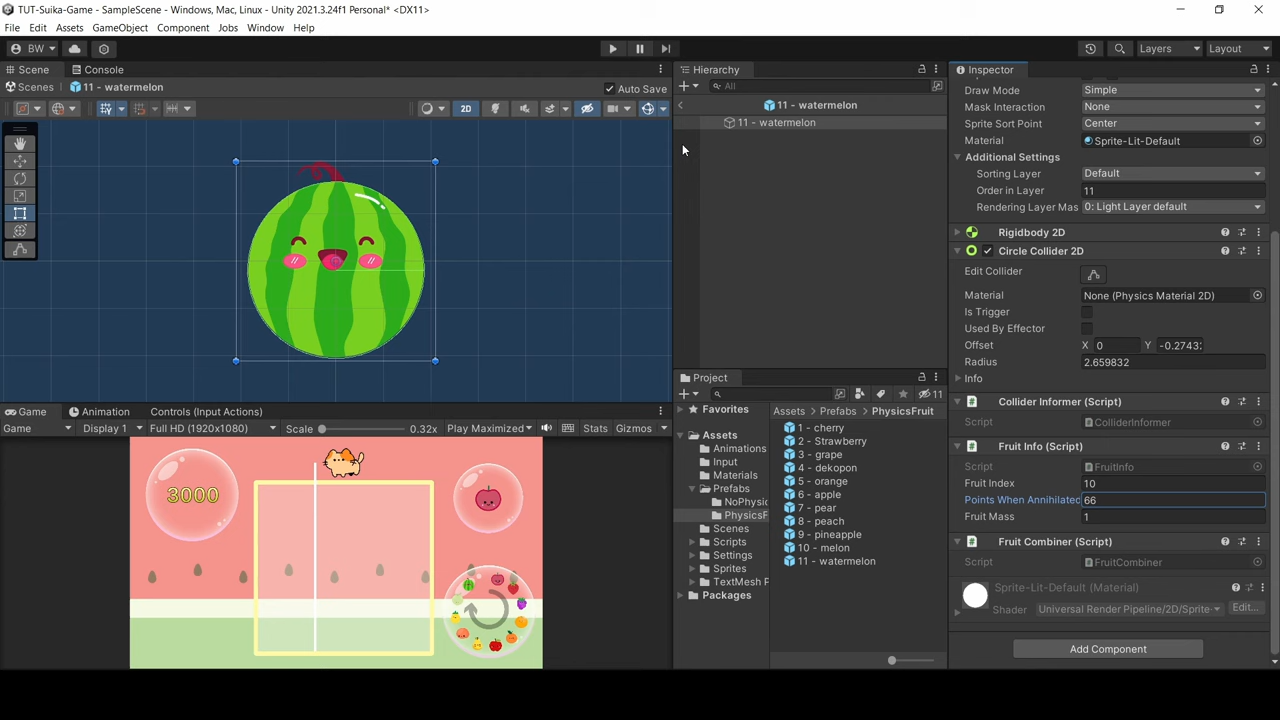 TUT-Suika-Game - SampleScene - Windows, Mac, Linux - Unity 2021.3.24f1 Personal* <DX11>
File Edit Assets GameObject Component Jobs Window Help
BW
Layers
Layout
Scene
Console
Scenes
11 - watermelon
Auto Save
2D
Game
Animation
Controls (Input Actions)
Game
Display 1
Full HD (1920x1080)
Scale
0.32x
Play Maximized
Stats
Gizmos
3000
Hierarchy
All
11 - watermelon
11 - watermelon
Project
11
Favorites
Assets
Animations
Input
Materials
Prefabs
NoPhysic
PhysicsF
Scenes
Scripts
Settings
Sprites
TextMesh P
Packages
Assets
Prefabs
PhysicsFruit
1 - cherry
2 - Strawberry
3 - grape
4 - dekopon
5 - orange
6 - apple
7 - pear
8 - peach
9 - pineapple
10 - melon
11 - watermelon
Inspector
Draw Mode Simple
Mask Interaction None
Sprite Sort Point Center
Material Sprite-Lit-Default
Additional Settings
Sorting Layer Default
Order in Layer 11
Rendering Layer Mas 0: Light Layer default
Rigidbody 2D
Circle Collider 2D
Edit Collider
Material None (Physics Material 2D)
Is Trigger
Used By Effector
Offset X 0 Y -0.2743
Radius 2.659832
Info
Collider Informer (Script)
Script ColliderInformer
Fruit Info (Script)
Script FruitInfo
Fruit Index 10
Points When Annihilated 66
Fruit Mass 1
Fruit Combiner (Script)
Script FruitCombiner
Sprite-Lit-Default (Material)
Shader Universal Render Pipeline/2D/Sprite
Edit...
Add Component